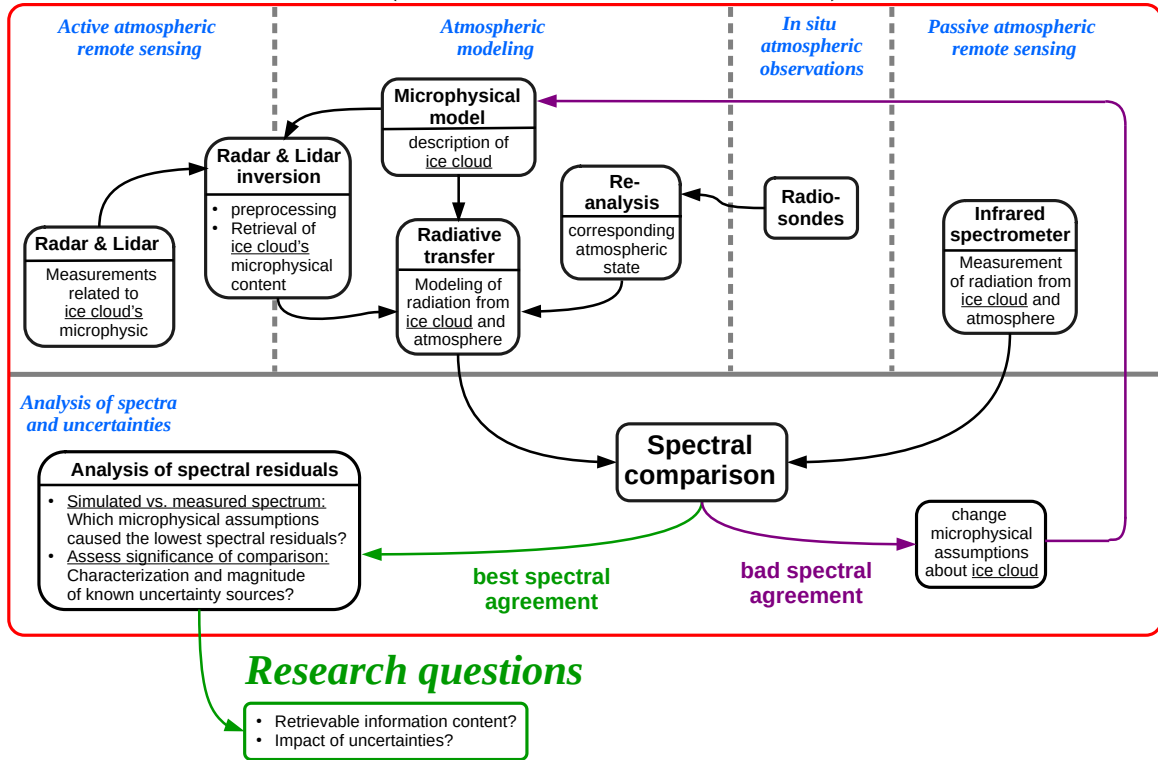 Active atmospheric
remote sensing
Atmospheric
modeling
In situ
atmospheric
observations
Passive atmospheric
remote sensing
Microphysical
model
description of
ice cloud
Radar & Lidar
inversion
• preprocessing
• Retrieval of
ice cloud's
microphysical
content
Re-
analysis
corresponding
atmospheric
state
Radio-
sondes
Infrared
spectrometer
Measurement
of radiation from
ice cloud and
atmosphere
Radar & Lidar
Measurements
related to
ice cloud's
microphysic
Radiative
transfer
Modeling of
radiation from
ice cloud and
atmosphere
Analysis of spectra
and uncertainties
Spectral
comparison
Analysis of spectral residuals
• Simulated vs. measured spectrum:
Which microphysical assumptions
caused the lowest spectral residuals?
• Assess significance of comparison:
Characterization and magnitude
of known uncertainty sources?
best spectral
agreement
bad spectral
agreement
change
microphysical
assumptions
about ice cloud
Research questions
• Retrievable information content?
• Impact of uncertainties?